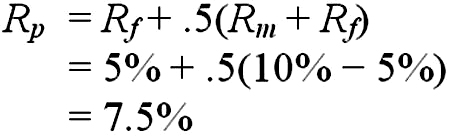 Rp = Rf + .5(Rm + Rf)
= 5% + .5(10% − 5%)
= 7.5%